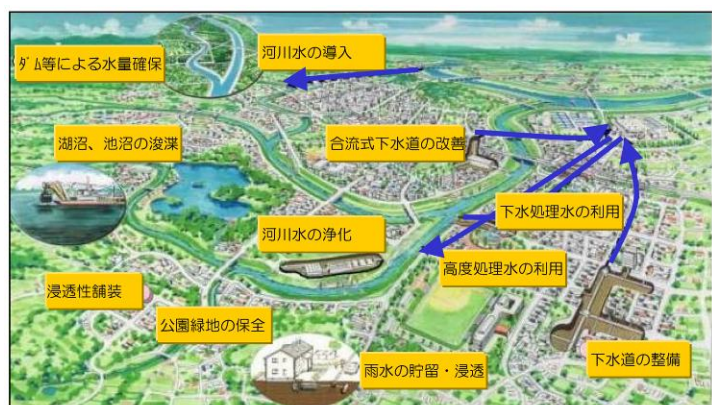 河川水の導入
ﾀﾞﾑ等による水量確保
湖沼、池沼の浚渫
合流式下水道の改善
下水処理水の利用
河川水の浄化
高度処理水の利用
浸透性舗装
公園緑地の保全
雨水の貯留・浸透
下水道の整備